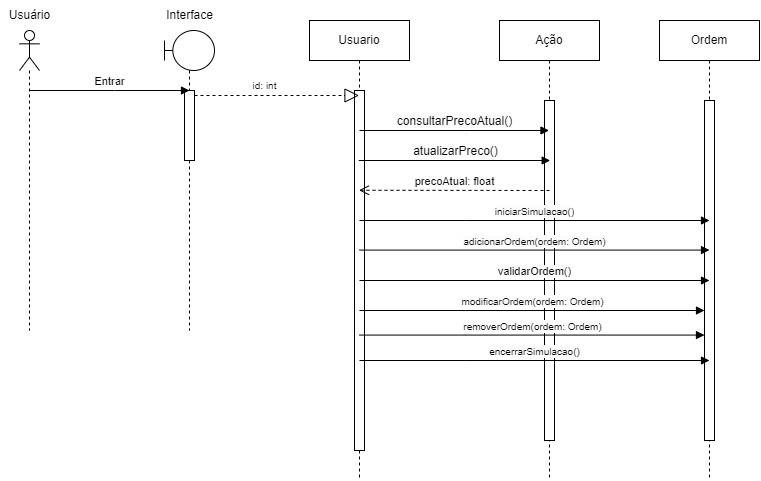 Usuário
Interface
Usuario
Ação
Ordem
Entrar
id: int
consultarPrecoAtual()
atualizarPreco()
precoAtual: float
iniciarSimulacao()
adicionarOrdem(ordem: Ordem)
validarOrdem()
modificarOrdem(ordem: Ordem)
removerOrdem(ordem: Ordem)
encerrarSimulacao()